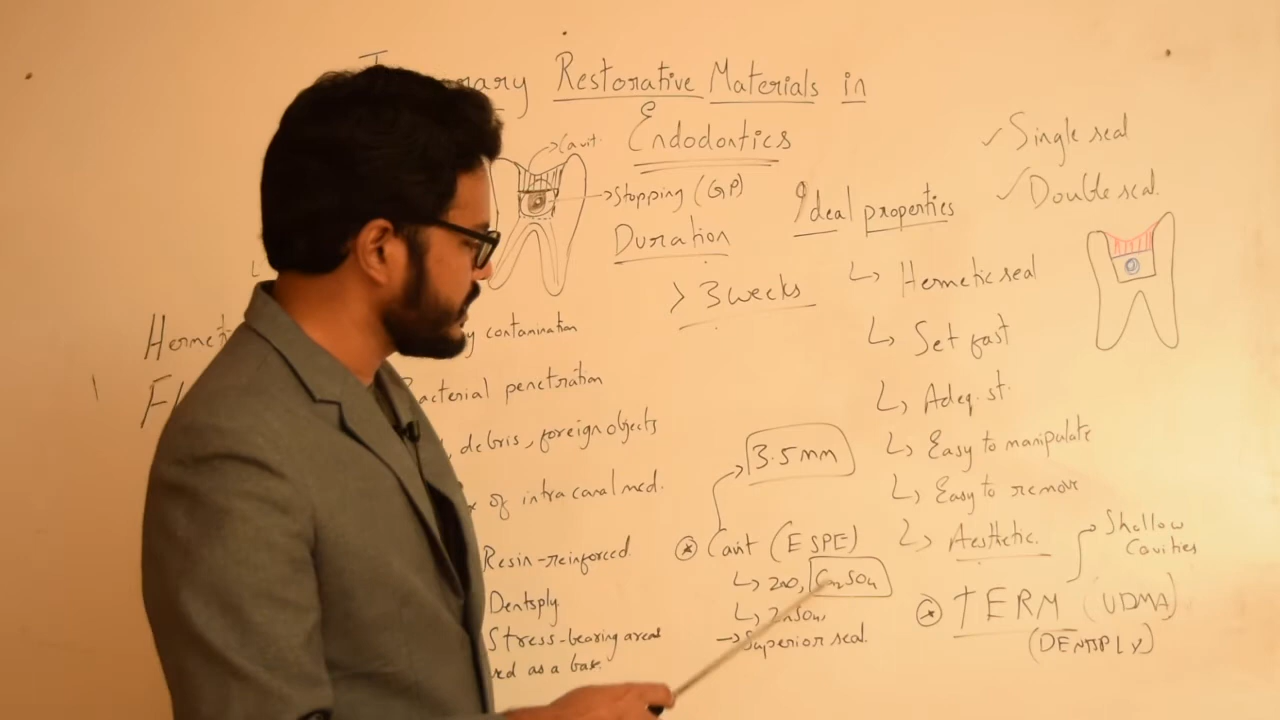 Restorative Materials in
Endodontics
Cavit
Stopping (GP)
Duration
> 3 weeks
Single seal
Double seal.
Ideal properties
Hermetic seal
Set fast
Adeq. st.
Easy to manipulate
Easy to remove
Aesthetic.
contamination
Bacterial penetration
debris, foreign objects
of intracanal med.
Resin-reinforced.
Dentsply
Stress-bearing areas
as a base.
3.5mm
Cavit (ESPE)
ZnO,
ZnSO4,
Superior seal.
Shallow
Cavities
TERM (UDMA)
(DENTSPLY)